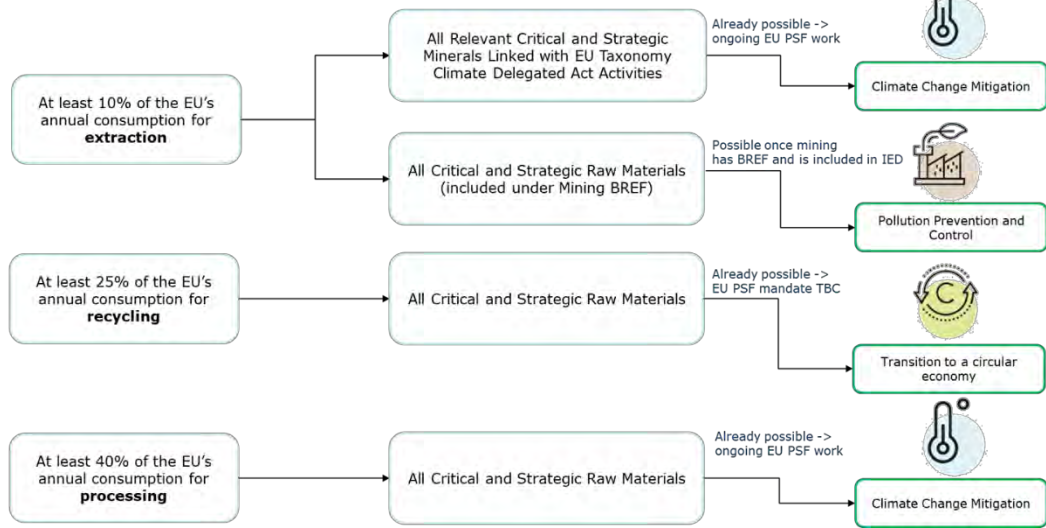 At least 10% of the EU's
annual consumption for
extraction
All Relevant Critical and Strategic
Minerals Linked with EU Taxonomy
Climate Delegated Act Activities
Already possible ->
ongoing EU PSF work
Climate Change Mitigation
All Critical and Strategic Raw Materials
(included under Mining BREF)
Possible once mining
has BREF and is included in IED
Pollution Prevention and
Control
At least 25% of the EU's
annual consumption for
recycling
All Critical and Strategic Raw Materials
Already possible ->
EU PSF mandate TBC
C
Transition to a circular
economy
At least 40% of the EU's
annual consumption for
processing
All Critical and Strategic Raw Materials
Already possible ->
ongoing EU PSF work
Climate Change Mitigation